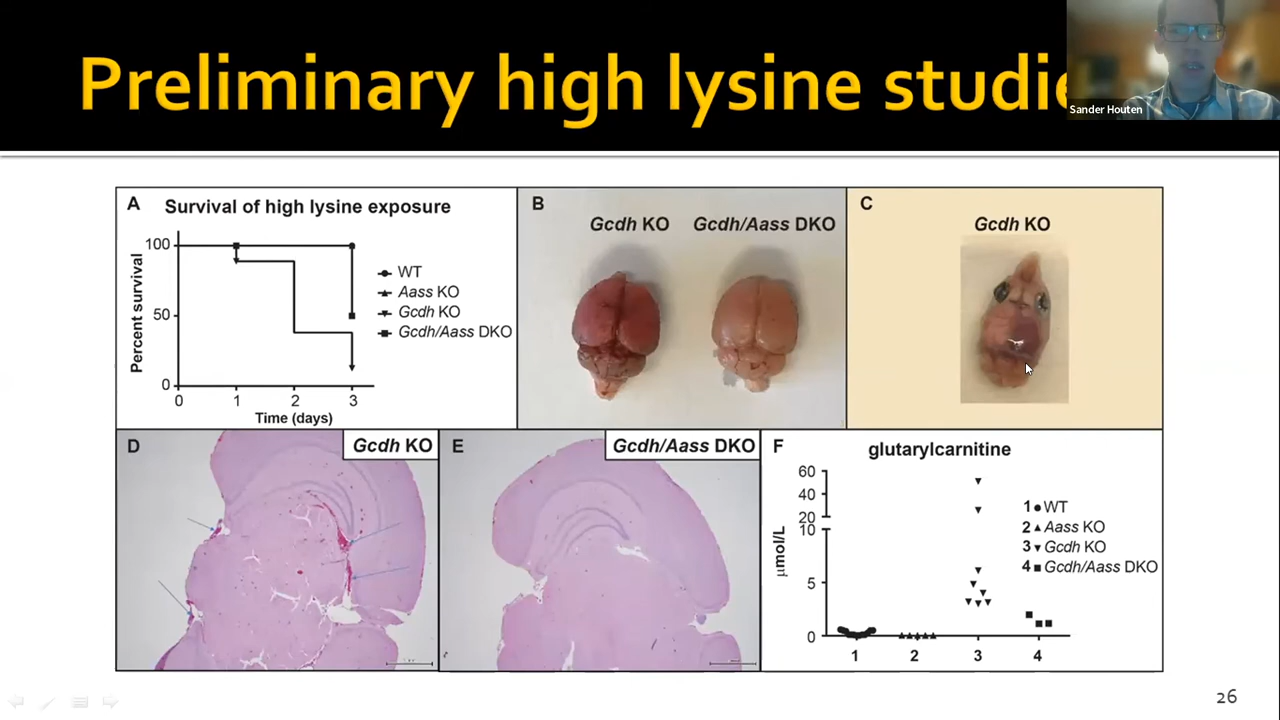 Preliminary high lysine studie
Sander Houten
A
Survival of high lysine exposure
Percent survival
100
50
0
0 1 2 3
Time (days)
WT
Aass KO
Gcdh KO
Gcdh/Aass DKO
B
Gcdh KO
Gcdh/Aass DKO
C
Gcdh KO
D
Gcdh KO
E
Gcdh/Aass DKO
F
glutarylcarnitine
μmol/L
60
40
20
10
5
0
1 2 3 4
1 WT
2 Aass KO
3 Gcdh KO
4 Gcdh/Aass DKO
26